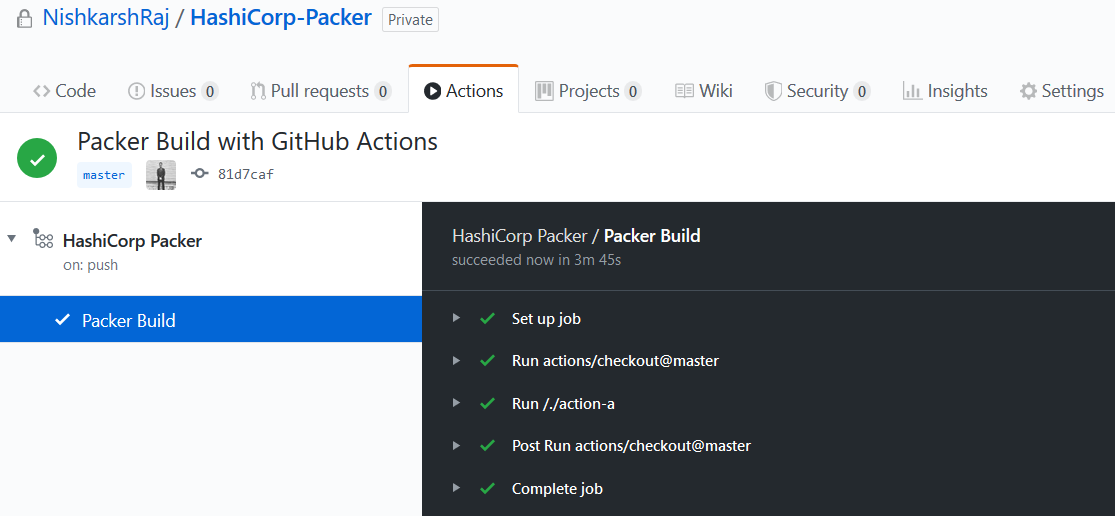 NishkarshRaj / HashiCorp-Packer Private
Code Issues 0 Pull requests 0 Actions Projects 0 Wiki Security 0 Insights Settings
Packer Build with GitHub Actions
master 81d7caf
HashiCorp Packer
on: push
Packer Build
HashiCorp Packer / Packer Build
succeeded now in 3m 45s
Set up job
Run actions/checkout@master
Run /./action-a
Post Run actions/checkout@master
Complete job